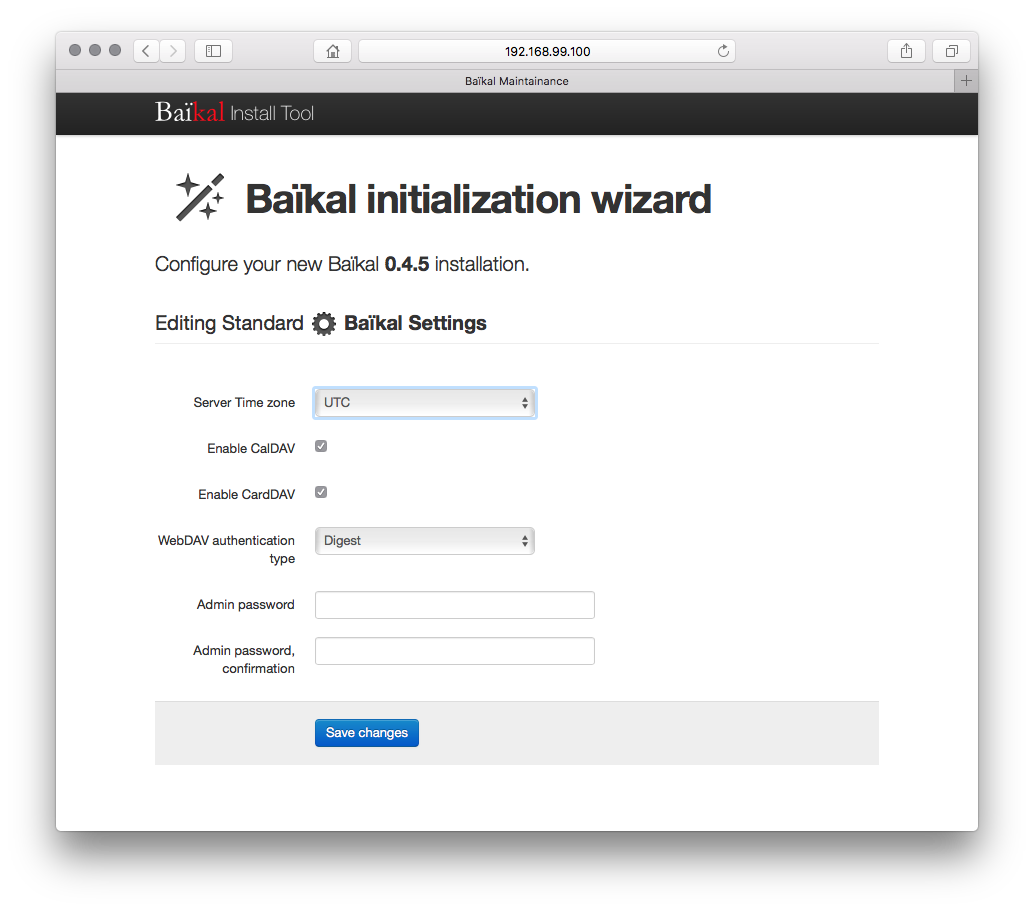 192.168.99.100
Baïkal Maintainance
Baïkal Install Tool
Baïkal initialization wizard
Configure your new Baïkal 0.4.5 installation.
Editing Standard Baïkal Settings
Server Time zone
UTC
Enable CalDAV
Enable CardDAV
WebDAV authentication
type
Digest
Admin password
Admin password,
confirmation
Save changes